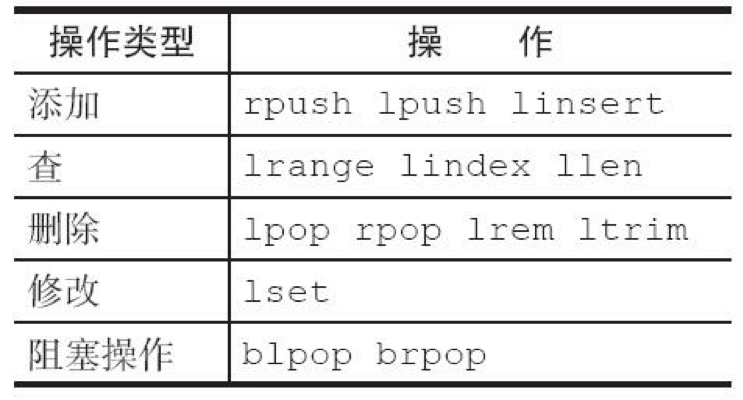 操作类型 操 作
添加 rpush lpush linsert
查 lrange lindex llen
删除 lpop rpop lrem ltrim
修改 lset
阻塞操作 blpop brpop